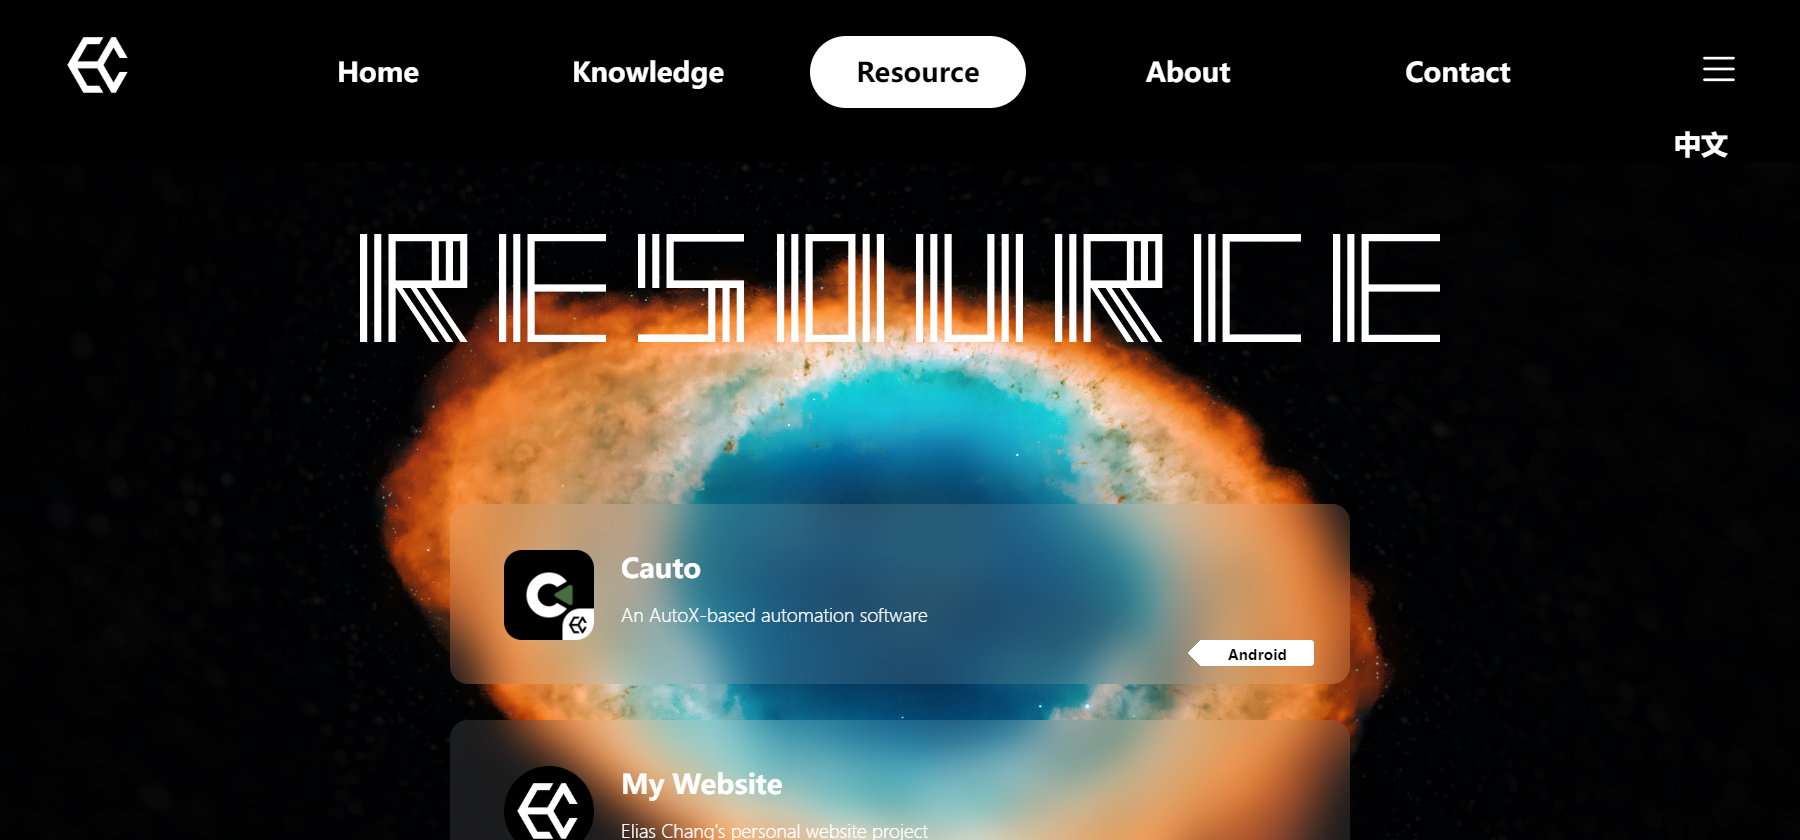 Home Knowledge Resource About Contact
中文
RESOURCE
Cauto
An AutoX-based automation software
Android
My Website
Elias Chang's personal website project